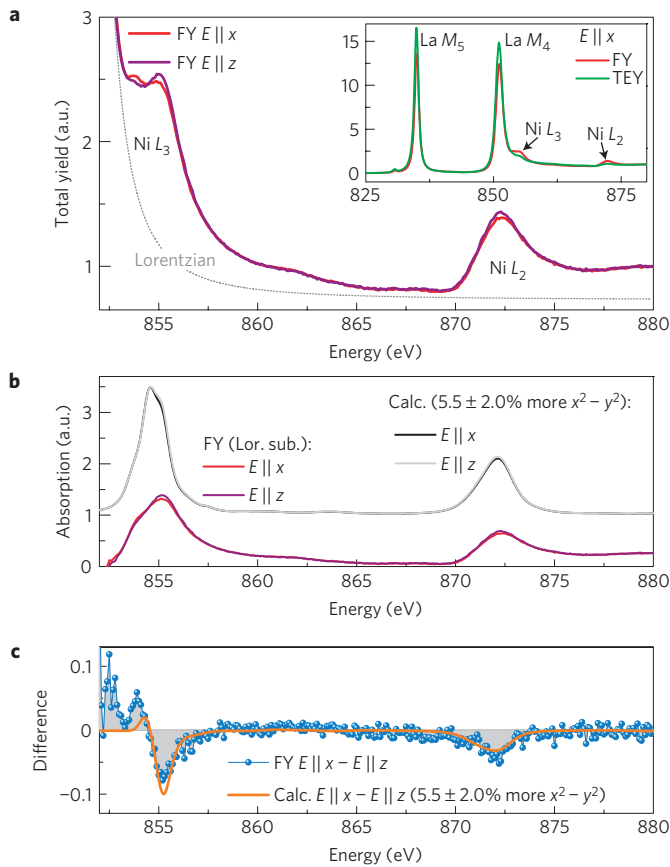 a
3
2
1
Total yield (a.u.)
FY E || x
FY E || z
Ni L3
Lorentzian
Ni L2
855 860 865 870 875 880
Energy (eV)
15
10
5
0
La M5
La M4
E || x
FY
TEY
Ni L3
Ni L2
825 850 875
b
3
2
1
0
Absorption (a.u.)
Calc. (5.5 ± 2.0% more x² – y²):
E || x
E || z
FY (Lor. sub.):
E || x
E || z
855 860 865 870 875 880
Energy (eV)
c
0.1
0
–0.1
Difference
FY E || x – E || z
Calc. E || x – E || z (5.5 ± 2.0% more x² – y²)
855 860 865 870 875 880
Energy (eV)